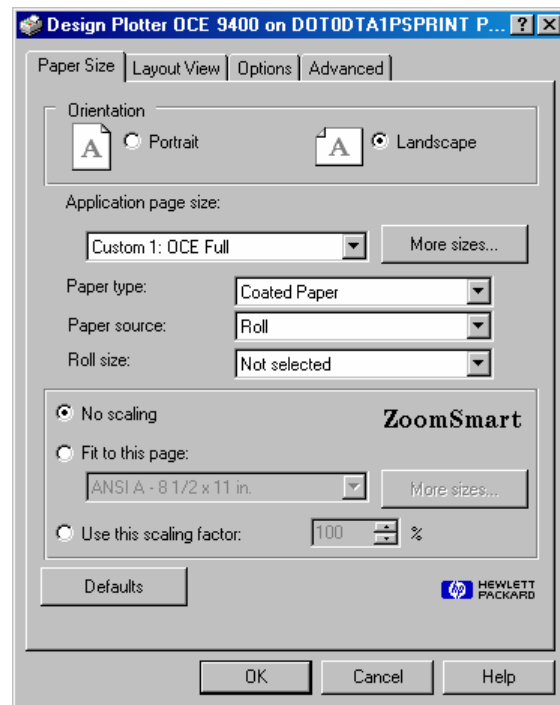 Design Plotter OCE 9400 on DOT0DTA1PSPRINT P...
Paper Size Layout View Options Advanced
Orientation
A Portrait A Landscape
Application page size:
Custom 1: OCE Full More sizes...
Paper type: Coated Paper
Paper source: Roll
Roll size: Not selected
No scaling ZoomSmart
Fit to this page:
ANSI A - 8 1/2 x 11 in. More sizes...
Use this scaling factor: 100 %
Defaults hp HEWLETT
PACKARD
OK Cancel Help